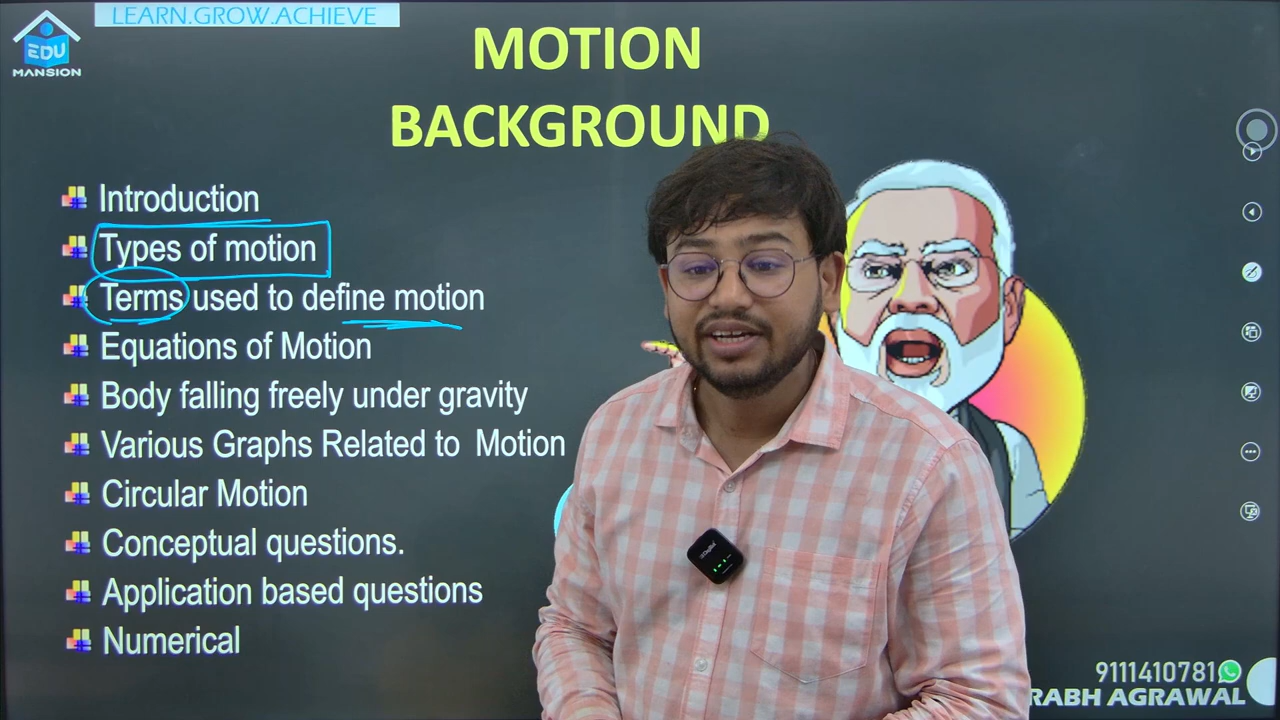 LEARN.GROW.ACHIEVE
EDU
MANSION
MOTION
BACKGROUND
Introduction
Types of motion
Terms used to define motion
Equations of Motion
Body falling freely under gravity
Various Graphs Related to Motion
Circular Motion
Conceptual questions.
Application based questions
Numerical
9111410781
RABH AGRAWAL